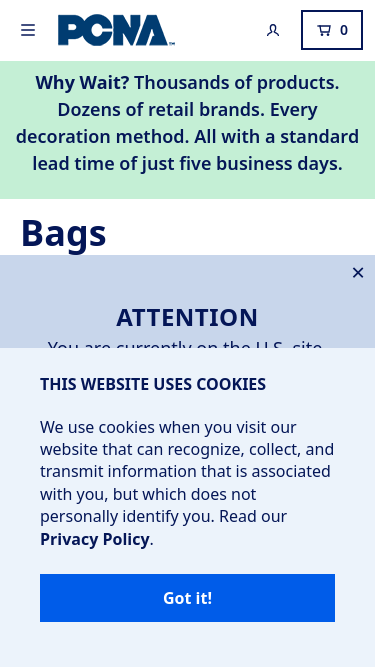 PCNA
0
Why Wait? Thousands of products.
Dozens of retail brands. Every
decoration method. All with a standard
lead time of just five business days.
Bags
ATTENTION
You are currently on the U.S. site.
THIS WEBSITE USES COOKIES
We use cookies when you visit our
website that can recognize, collect, and
transmit information that is associated
with you, but which does not
personally identify you. Read our
Privacy Policy.
Got it!